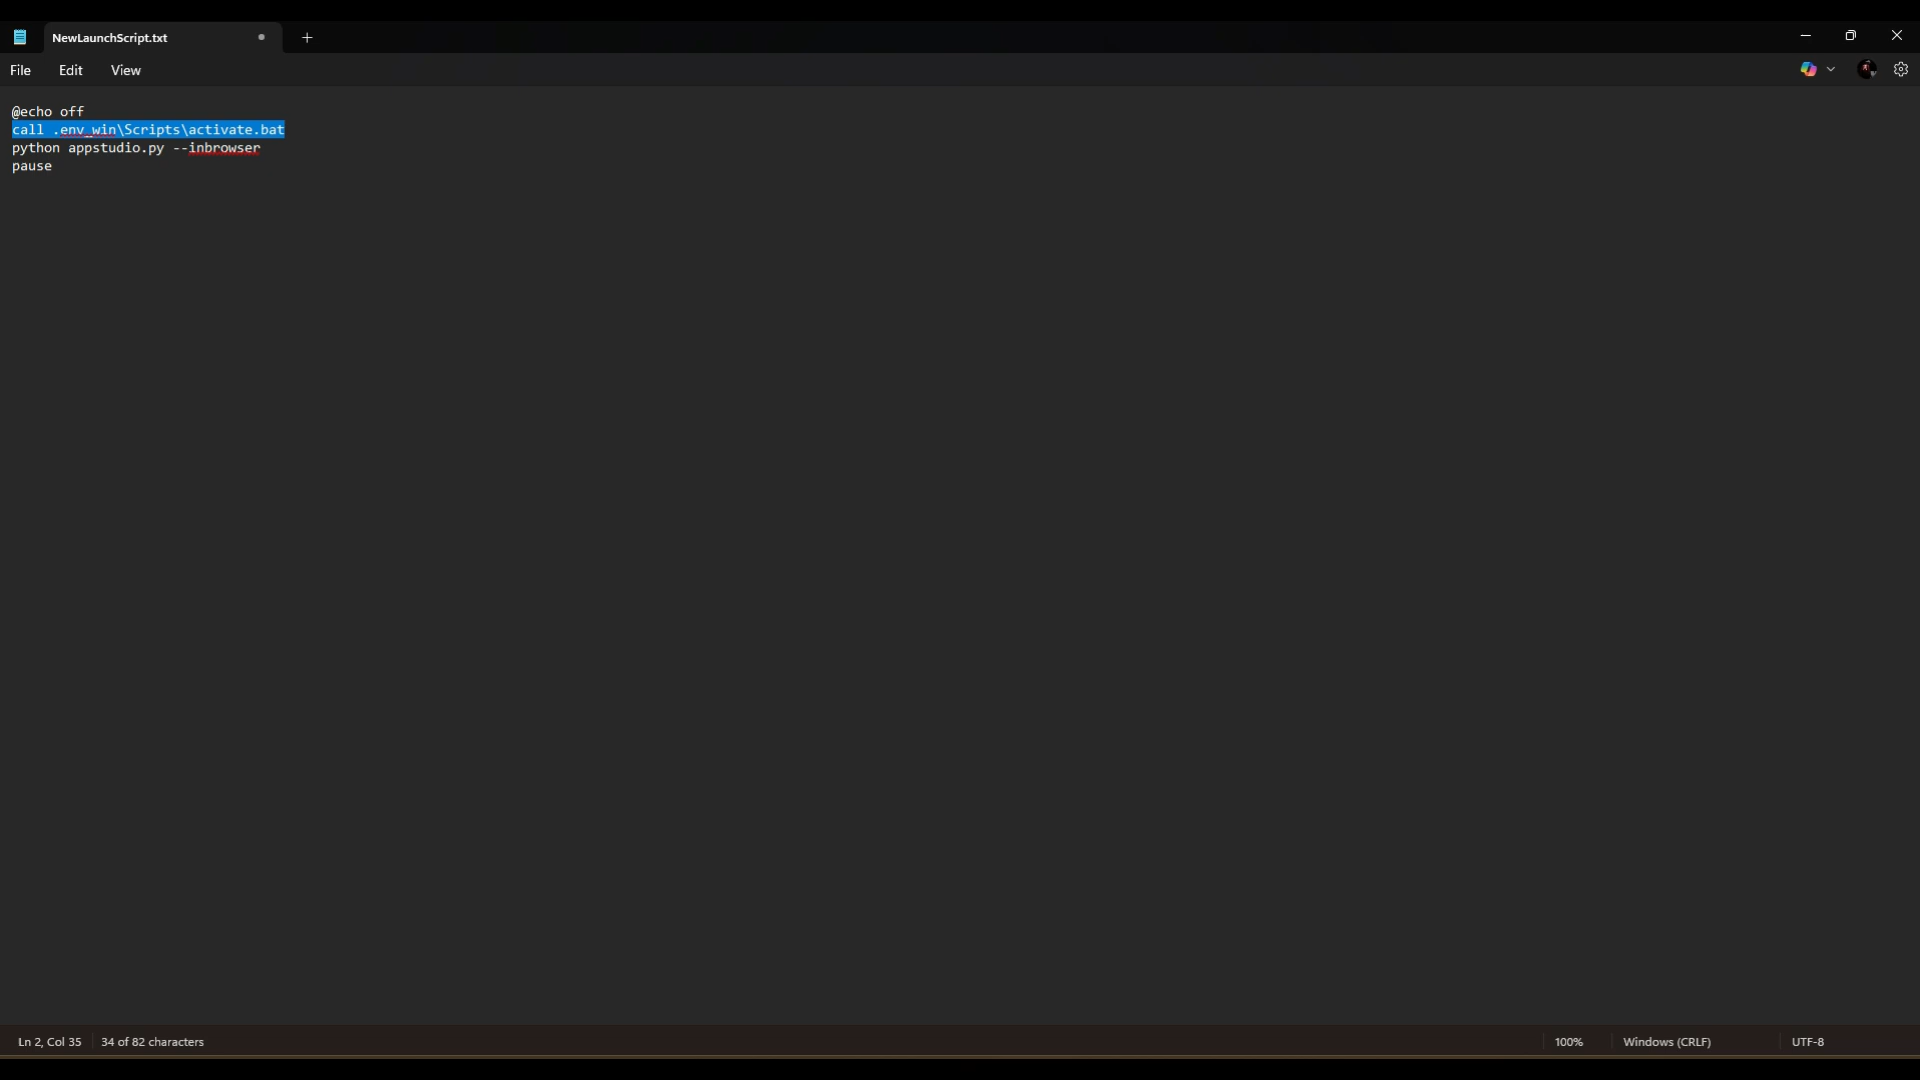 NewLaunchScript.txt
File Edit View
@echo off
call .env_win\Scripts\activate.bat
python appstudio.py --inbrowser
pause
Ln 2, Col 35 34 of 82 characters 100% Windows (CRLF) UTF-8